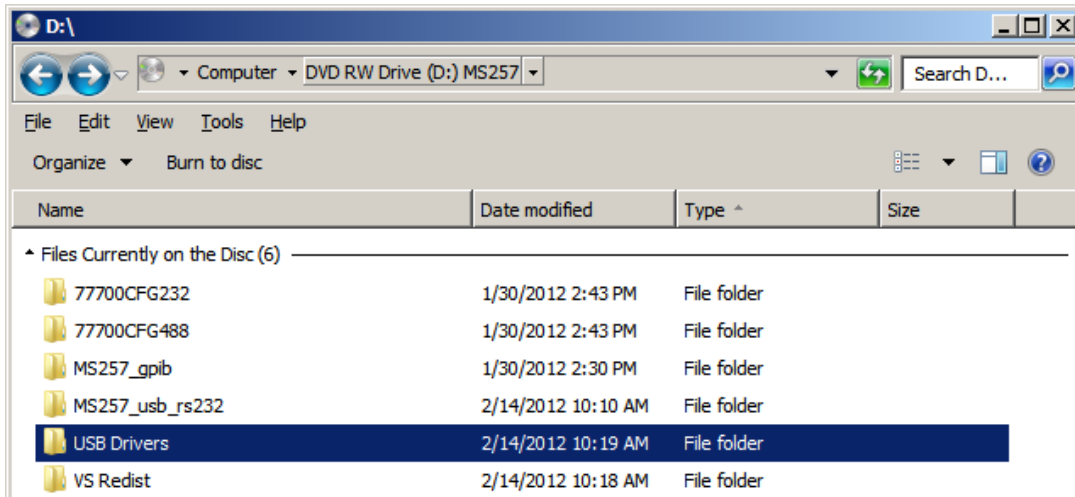 D:\
Computer DVD RW Drive (D:) MS257 Search D...
File Edit View Tools Help
Organize Burn to disc
Name Date modified Type Size
Files Currently on the Disc (6)
77700CFG232 1/30/2012 2:43 PM File folder
77700CFG488 1/30/2012 2:43 PM File folder
MS257_gpib 1/30/2012 2:30 PM File folder
MS257_usb_rs232 2/14/2012 10:10 AM File folder
USB Drivers 2/14/2012 10:19 AM File folder
VS Redist 2/14/2012 10:18 AM File folder